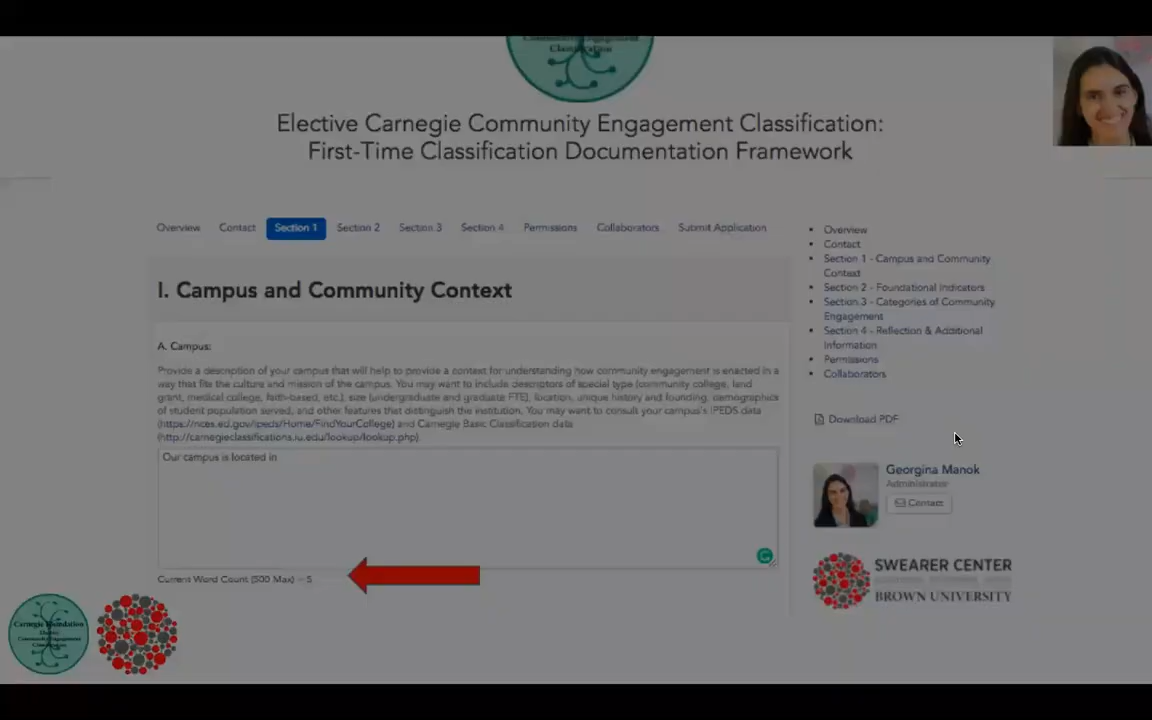 Community Engagement
Classification
Elective Carnegie Community Engagement Classification:
First-Time Classification Documentation Framework
Overview
Contact
Section 1
Section 2
Section 3
Section 4
Permissions
Collaborators
Submit Application
I. Campus and Community Context
A. Campus:
Provide a description of your campus that will help to provide a context for understanding how community engagement is enacted in a
way that fits the culture and mission of the campus. You may want to include descriptors of special type (community college, land
grant, medical college, faith-based, etc.), size (undergraduate and graduate FTE), location, unique history and founding, demographics
of student population served, and other features that distinguish the institution. You may want to consult your campus's IPEDS data
(https://nces.ed.gov/ipeds/Home/FindYourCollege) and Carnegie Basic Classification data
(http://carnegieclassifications.iu.edu/lookup/lookup.php)
Our campus is located in
Current Word Count (500 Max) = 5
Overview
Contact
Section 1 - Campus and Community
Context
Section 2 - Foundational Indicators
Section 3 - Categories of Community
Engagement
Section 4 - Reflection & Additional
Information
Permissions
Collaborators
Download PDF
Georgina Manok
Administrator
Contact
SWEARER CENTER
BROWN UNIVERSITY
Carnegie Foundation
Elective
Community Engagement
Classification